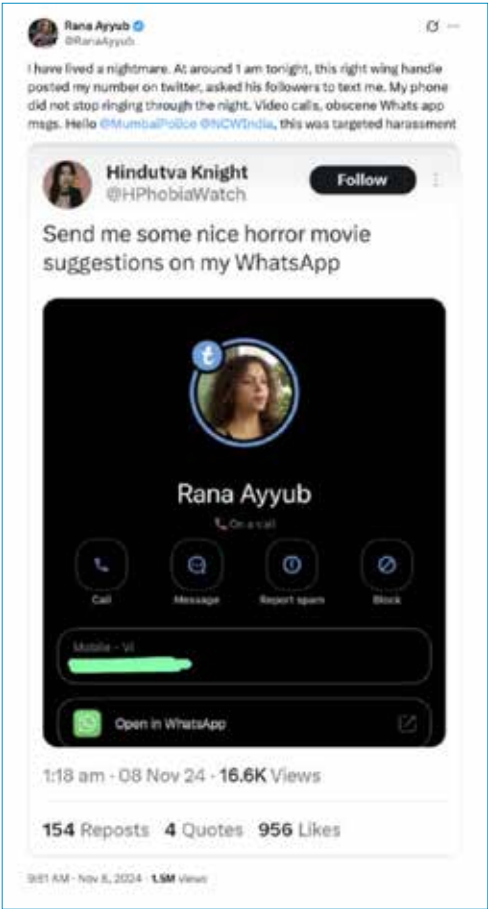 Rana Ayyub
@RanaAyyub
I have lived a nightmare. At around 1 am tonight, this right wing handle
posted my number on twitter, asked his followers to text me. My phone
did not stop ringing through the night. Video calls, obscene Whats app
msgs. Hello @MumbaiPolice @NCWIndia, this was targeted harassment
Hindutva Knight
@HPhobiaWatch
Follow
Send me some nice horror movie
suggestions on my WhatsApp
t
Rana Ayyub
On a call
Call Message Report spam Block
Mobile - Vi
Open in WhatsApp
1:18 am · 08 Nov 24 · 16.6K Views
154 Reposts 4 Quotes 956 Likes
AM · Nov 8, 2024 · 1.5M Views